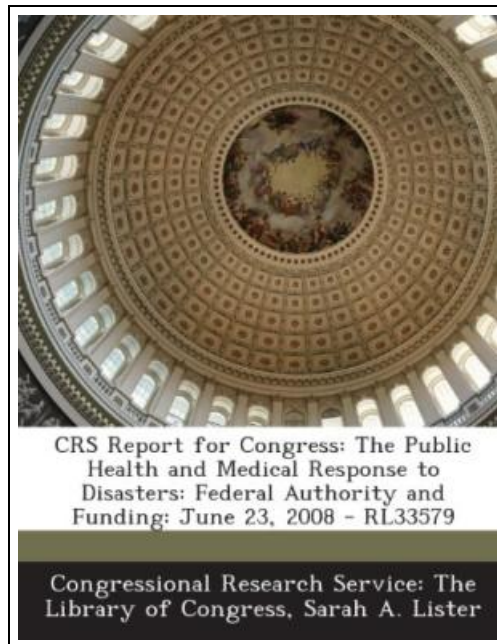 CRS Report for Congress: The Public
Health and Medical Response to
Disasters: Federal Authority and
Funding: June 23, 2008 - RL33579
Congressional Research Service: The
Library of Congress, Sarah A. Lister